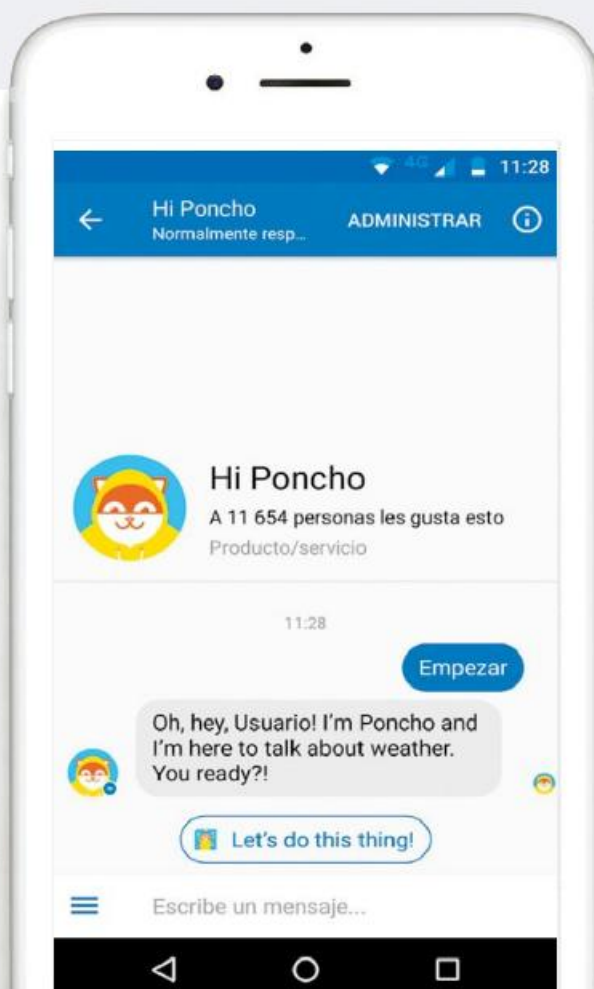 4G 11:28
Hi Poncho
Normalmente resp...
ADMINISTRAR
Hi Poncho
A 11 654 personas les gusta esto
Producto/servicio
11:28
Empezar
Oh, hey, Usuario! I'm Poncho and
I'm here to talk about weather.
You ready?!
Let's do this thing!
Escribe un mensaje...